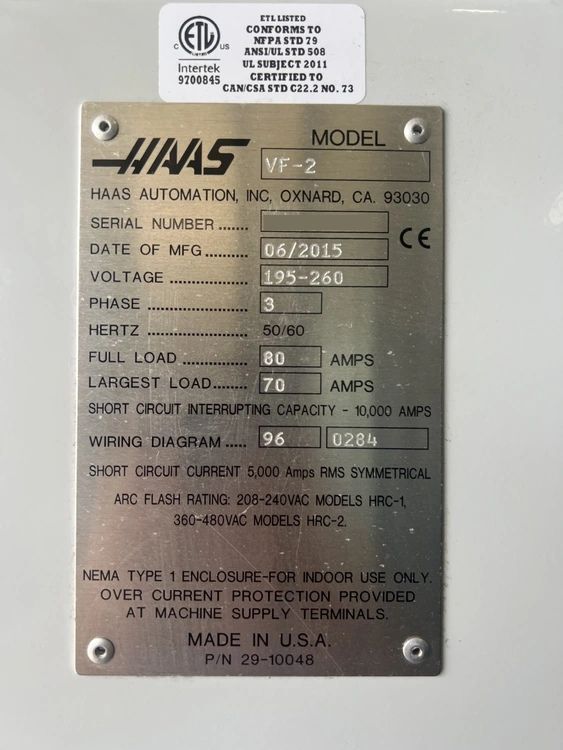 ETL LISTED
CONFORMS TO
NFPA STD 79
ANSI/UL STD 508
UL SUBJECT 2011
CERTIFIED TO
CAN/CSA STD C22.2 NO. 73
C ETL US
Intertek
9700845
HAAS
MODEL
VF-2
HAAS AUTOMATION, INC, OXNARD, CA. 93030
SERIAL NUMBER .......
DATE OF MFG ........... 06/2015
CE
VOLTAGE .................. 195-260
PHASE ...................... 3
HERTZ 50/60
FULL LOAD ............... 80 AMPS
LARGEST LOAD........ 70 AMPS
SHORT CIRCUIT INTERRUPTING CAPACITY - 10,000 AMPS
WIRING DIAGRAM ..... 96 0284
SHORT CIRCUIT CURRENT 5,000 Amps RMS SYMMETRICAL
ARC FLASH RATING: 208-240VAC MODELS HRC-1,
360-480VAC MODELS HRC-2.
NEMA TYPE 1 ENCLOSURE-FOR INDOOR USE ONLY.
OVER CURRENT PROTECTION PROVIDED
AT MACHINE SUPPLY TERMINALS.
MADE IN U.S.A.
P/N 29-10048